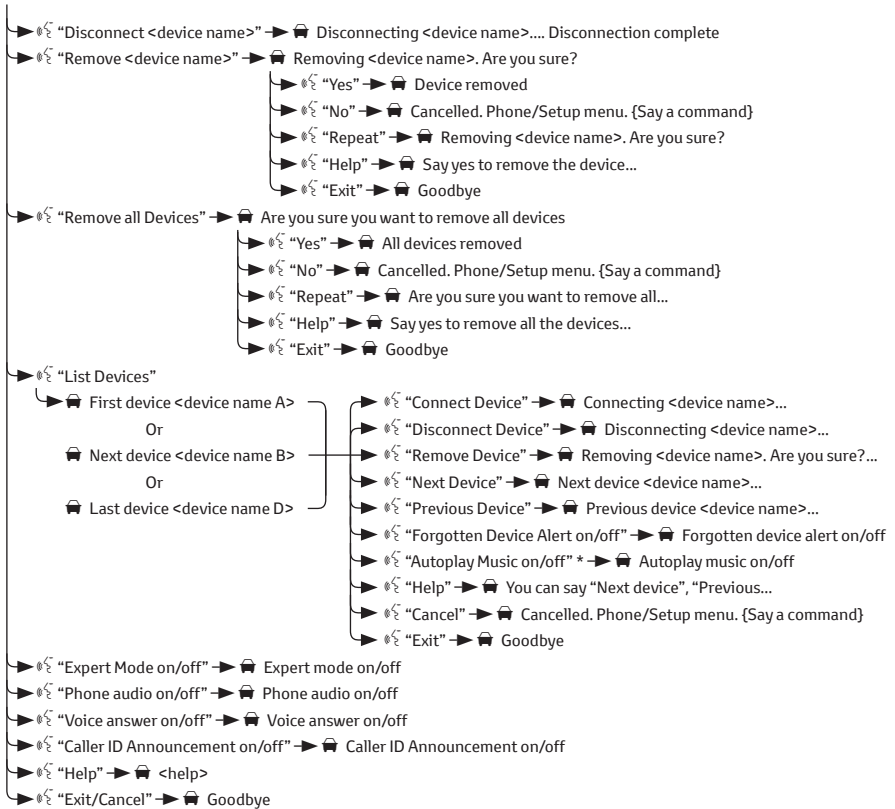 “Disconnect <device name>” Disconnecting <device name>.... Disconnection complete
“Remove <device name>” Removing <device name>. Are you sure?
“Yes” Device removed
“No” Cancelled. Phone/Setup menu. {Say a command}
“Repeat” Removing <device name>. Are you sure?
“Help” Say yes to remove the device...
“Exit” Goodbye
“Remove all Devices” Are you sure you want to remove all devices
“Yes” All devices removed
“No” Cancelled. Phone/Setup menu. {Say a command}
“Repeat” Are you sure you want to remove all...
“Help” Say yes to remove all the devices...
“Exit” Goodbye
“List Devices”
First device <device name A>
Or
Next device <device name B>
Or
Last device <device name D>
“Connect Device” Connecting <device name>...
“Disconnect Device” Disconnecting <device name>...
“Remove Device” Removing <device name>. Are you sure?...
“Next Device” Next device <device name>...
“Previous Device” Previous device <device name>...
“Forgotten Device Alert on/off” Forgotten device alert on/off
“Autoplay Music on/off” * Autoplay music on/off
“Help” You can say “Next device”, “Previous...
“Cancel” Cancelled. Phone/Setup menu. {Say a command}
“Exit” Goodbye
“Expert Mode on/off” Expert mode on/off
“Phone audio on/off” Phone audio on/off
“Voice answer on/off” Voice answer on/off
“Caller ID Announcement on/off” Caller ID Announcement on/off
“Help” <help>
“Exit/Cancel” Goodbye